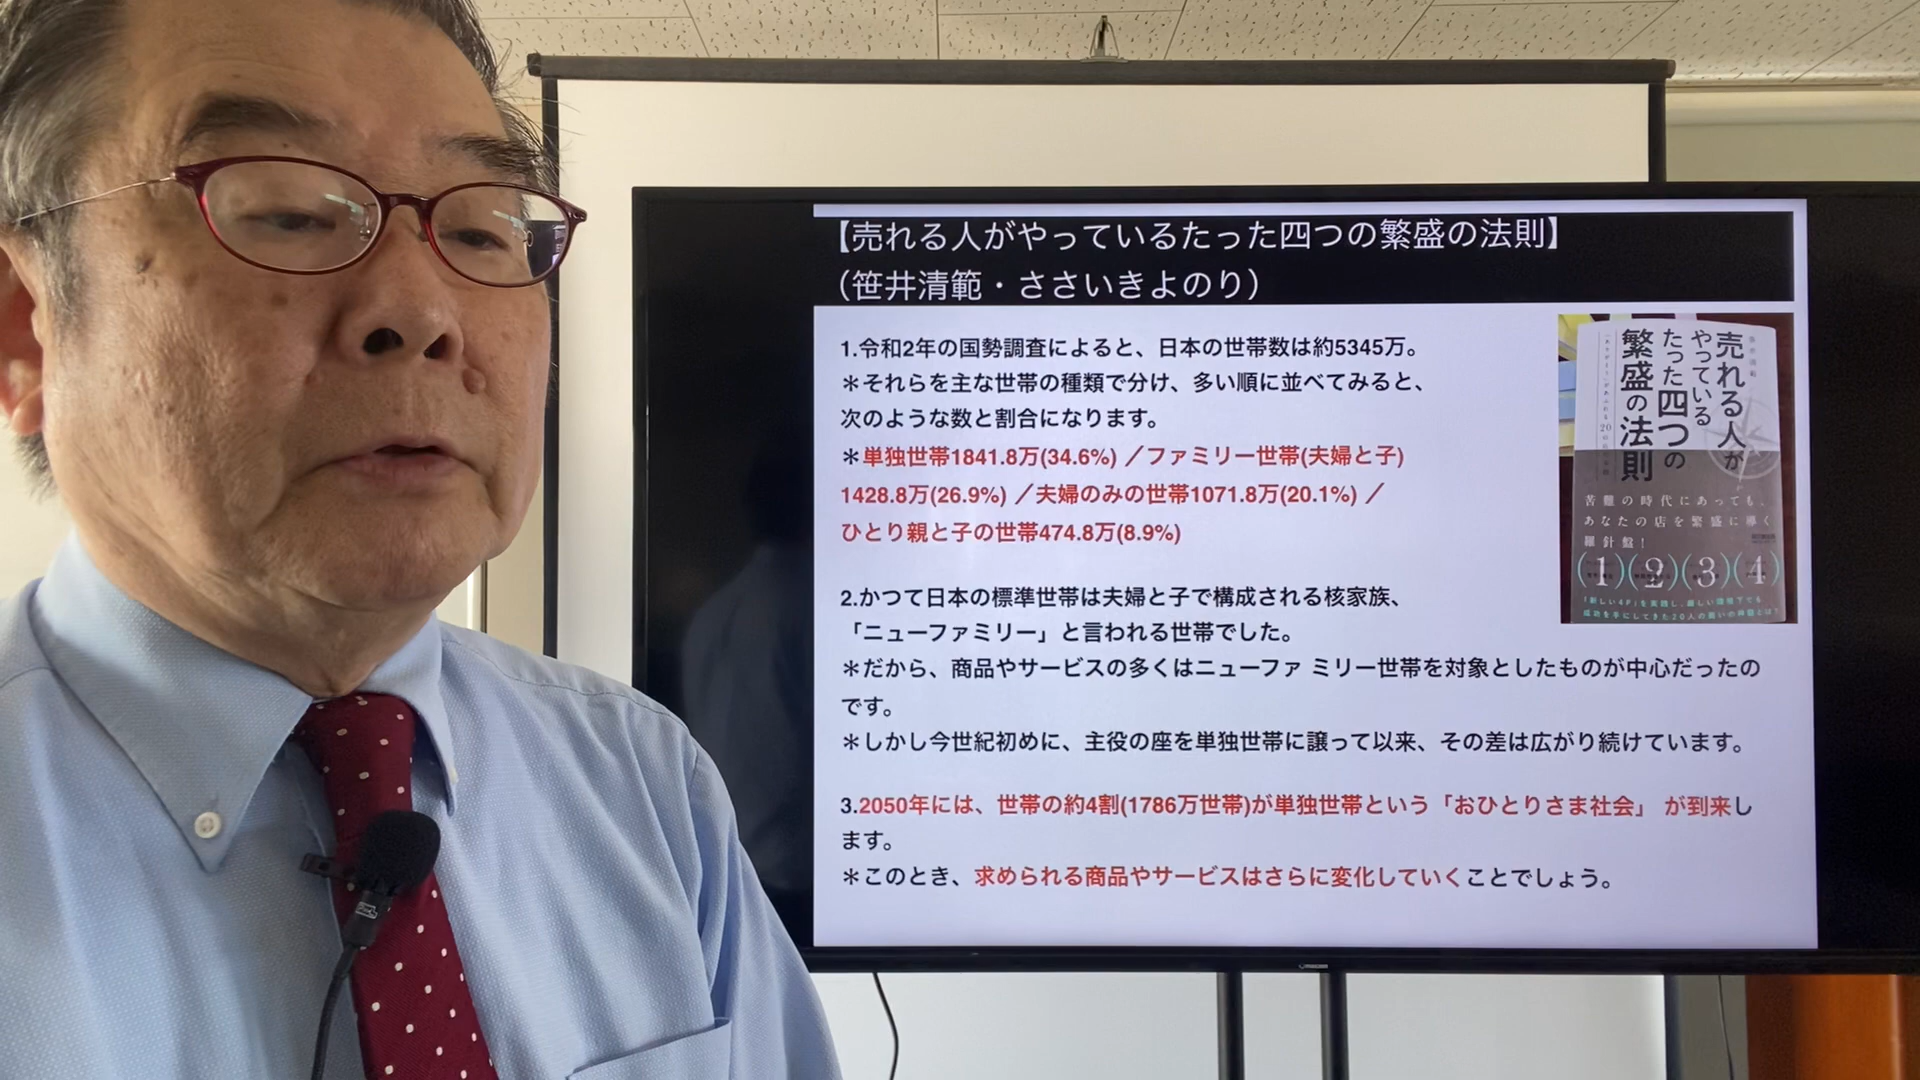 【売れる人がやっているたった四つの繁盛の法則】
（笹井清範・ささいきよのり）
1.令和2年の国勢調査によると、日本の世帯数は約5345万。
＊それらを主な世帯の種類で分け、多い順に並べてみると、
次のような数と割合になります。
＊単独世帯1841.8万(34.6%) ／ファミリー世帯(夫婦と子)
1428.8万(26.9%) ／夫婦のみの世帯1071.8万(20.1%) ／
ひとり親と子の世帯474.8万(8.9%)
2.かつて日本の標準世帯は夫婦と子で構成される核家族、
「ニューファミリー」と言われる世帯でした。
＊だから、商品やサービスの多くはニューファ ミリー世帯を対象としたものが中心だったの
です。
＊しかし今世紀初めに、主役の座を単独世帯に譲って以来、その差は広がり続けています。
3.2050年には、世帯の約4割(1786万世帯)が単独世帯という「おひとりさま社会」 が到来し
ます。
＊このとき、求められる商品やサービスはさらに変化していくことでしょう。
売れる人が
やっている
たった四つの
繁盛の法則
苦難の時代にあっても、
あなたの店を繁盛に導く
羅針盤！
(1)(2)(3)(4)
「新しい4P」を実践し、厳しい環境下でも